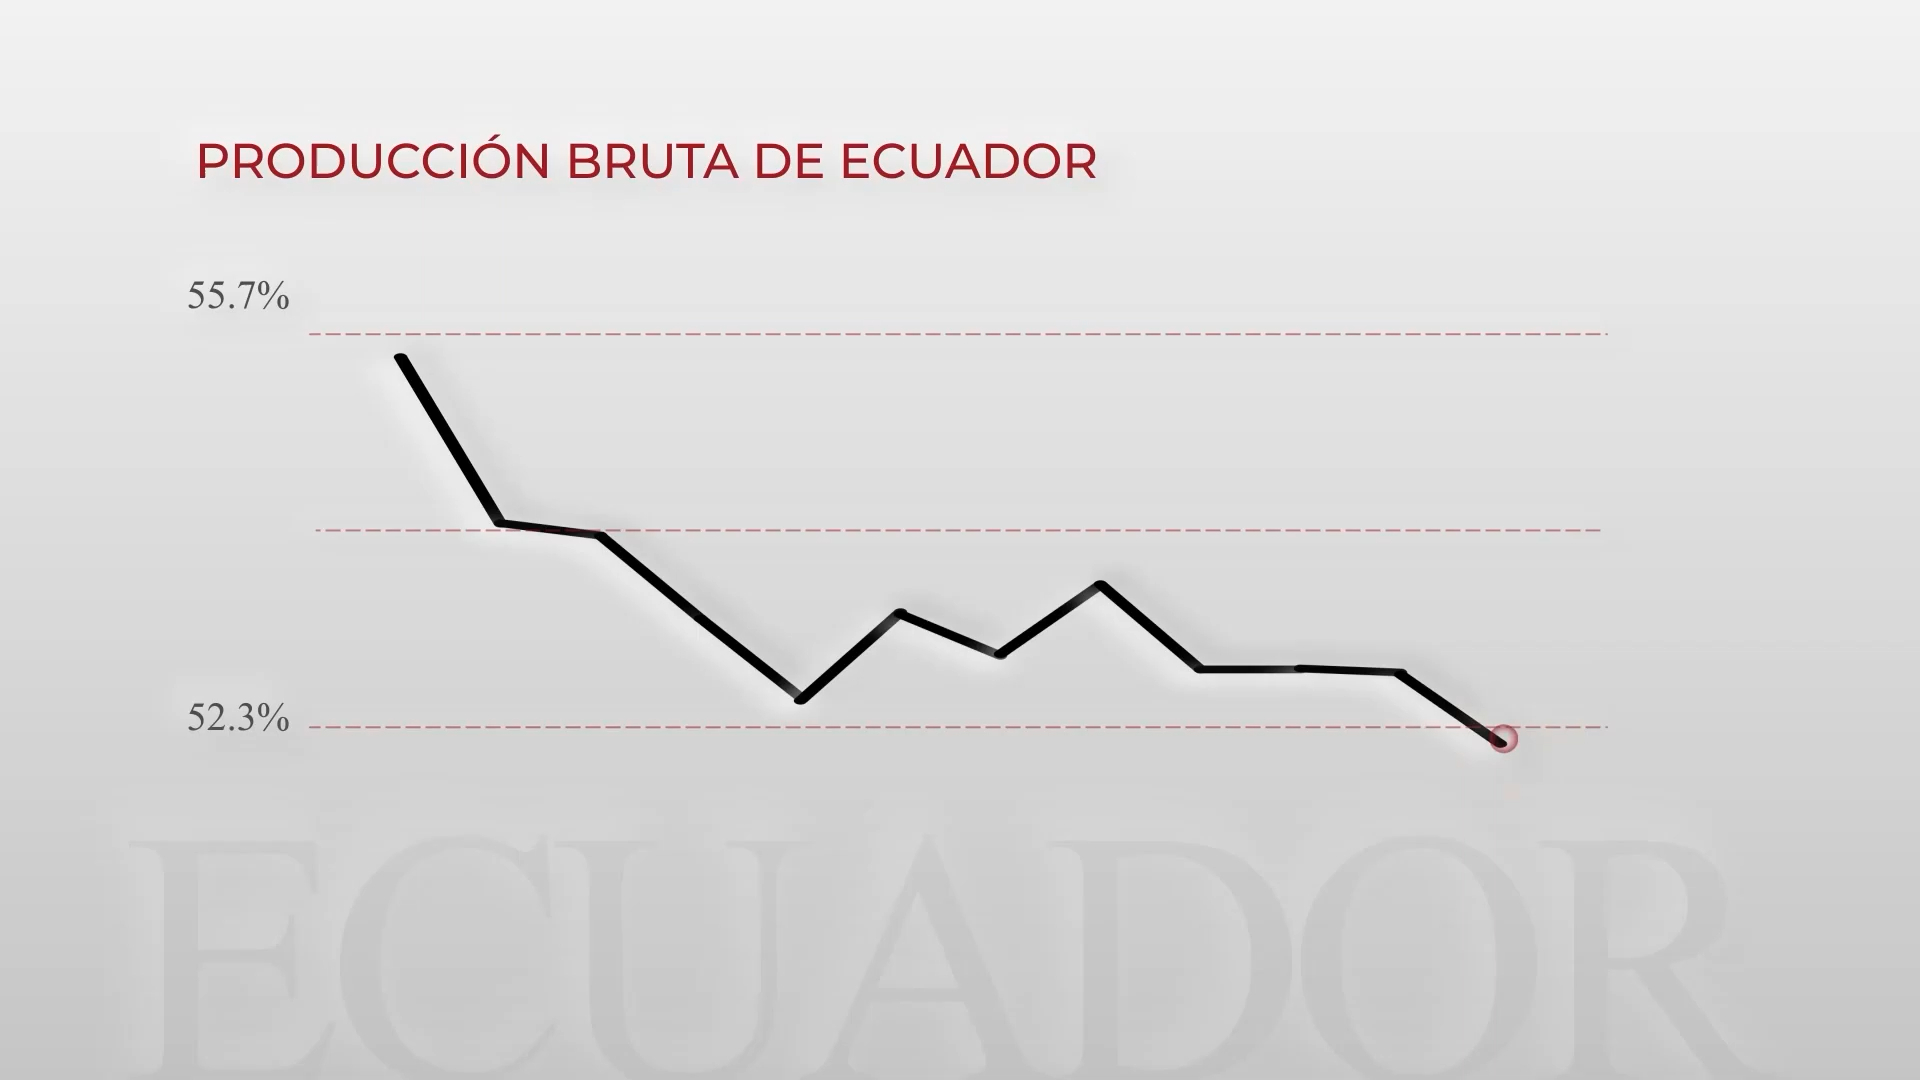 PRODUCCIÓN BRUTA DE ECUADOR
55.7%
52.3%
ECUADOR